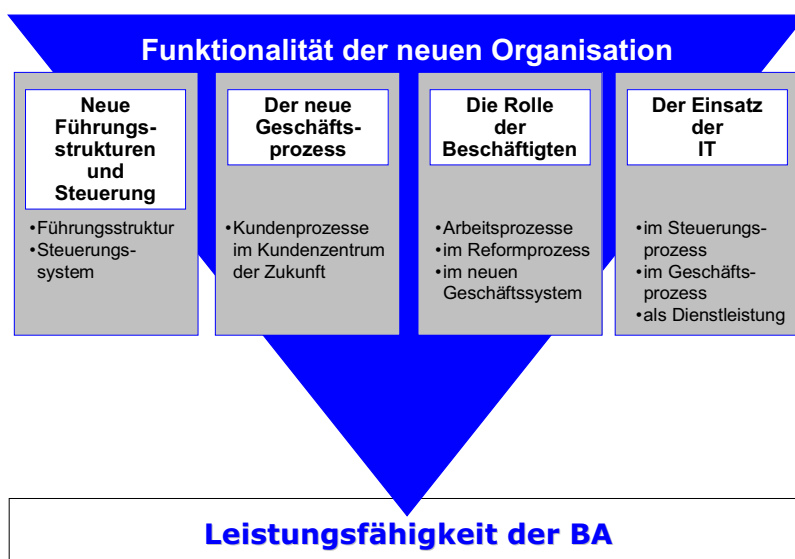 Funktionalität der neuen Organisation
Neue
Führungs-
strukturen
und
Steuerung
•Führungsstruktur
•Steuerungs-
system
Der neue
Geschäfts-
prozess
•Kundenprozesse
im Kundenzentrum
der Zukunft
Die Rolle
der
Beschäftigten
•Arbeitsprozesse
•im Reformprozess
•im neuen
Geschäftssystem
Der Einsatz
der
IT
•im Steuerungs-
prozess
•im Geschäfts-
prozess
•als Dienstleistung
Leistungsfähigkeit der BA